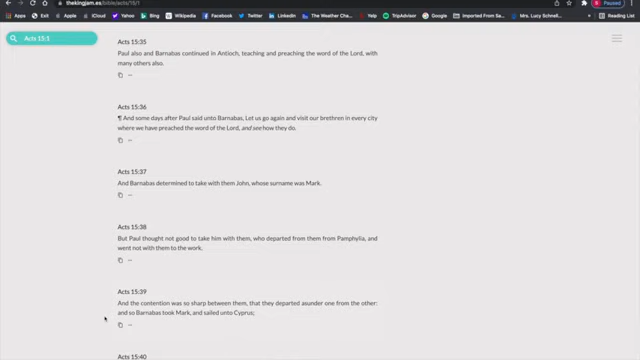 thekingjam.es/bible/acts/15/1
Paused
Apps
Exit
Apple
iCloud
Yahoo
Bing
Wikipedia
Facebook
Twitter
LinkedIn
The Weather Chan...
Yelp
TripAdvisor
Google
Imported From Sa...
Mrs. Lucy Schnell...
Reading List
Acts 15:1
Acts 15:35
Paul also and Barnabas continued in Antioch, teaching and preaching the word of the Lord, with
many others also.
Acts 15:36
¶ And some days after Paul said unto Barnabas, Let us go again and visit our brethren in every city
where we have preached the word of the Lord, and see how they do.
Acts 15:37
And Barnabas determined to take with them John, whose surname was Mark.
Acts 15:38
But Paul thought not good to take him with them, who departed from them from Pamphylia, and
went not with them to the work.
Acts 15:39
And the contention was so sharp between them, that they departed asunder one from the other:
and so Barnabas took Mark, and sailed unto Cyprus;
Acts 15:40